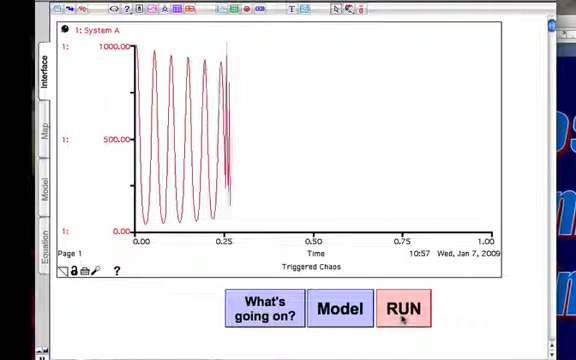 1: System A
1:
1000.00
1:
500.00
1:
0.00
0.00
0.25
0.50
0.75
1.00
Page 1
Time
10:57
Wed, Jan 7, 2009
Triggered Chaos
?
What's
going on?
Model
RUN
Interface
Map
Model
Equation
T